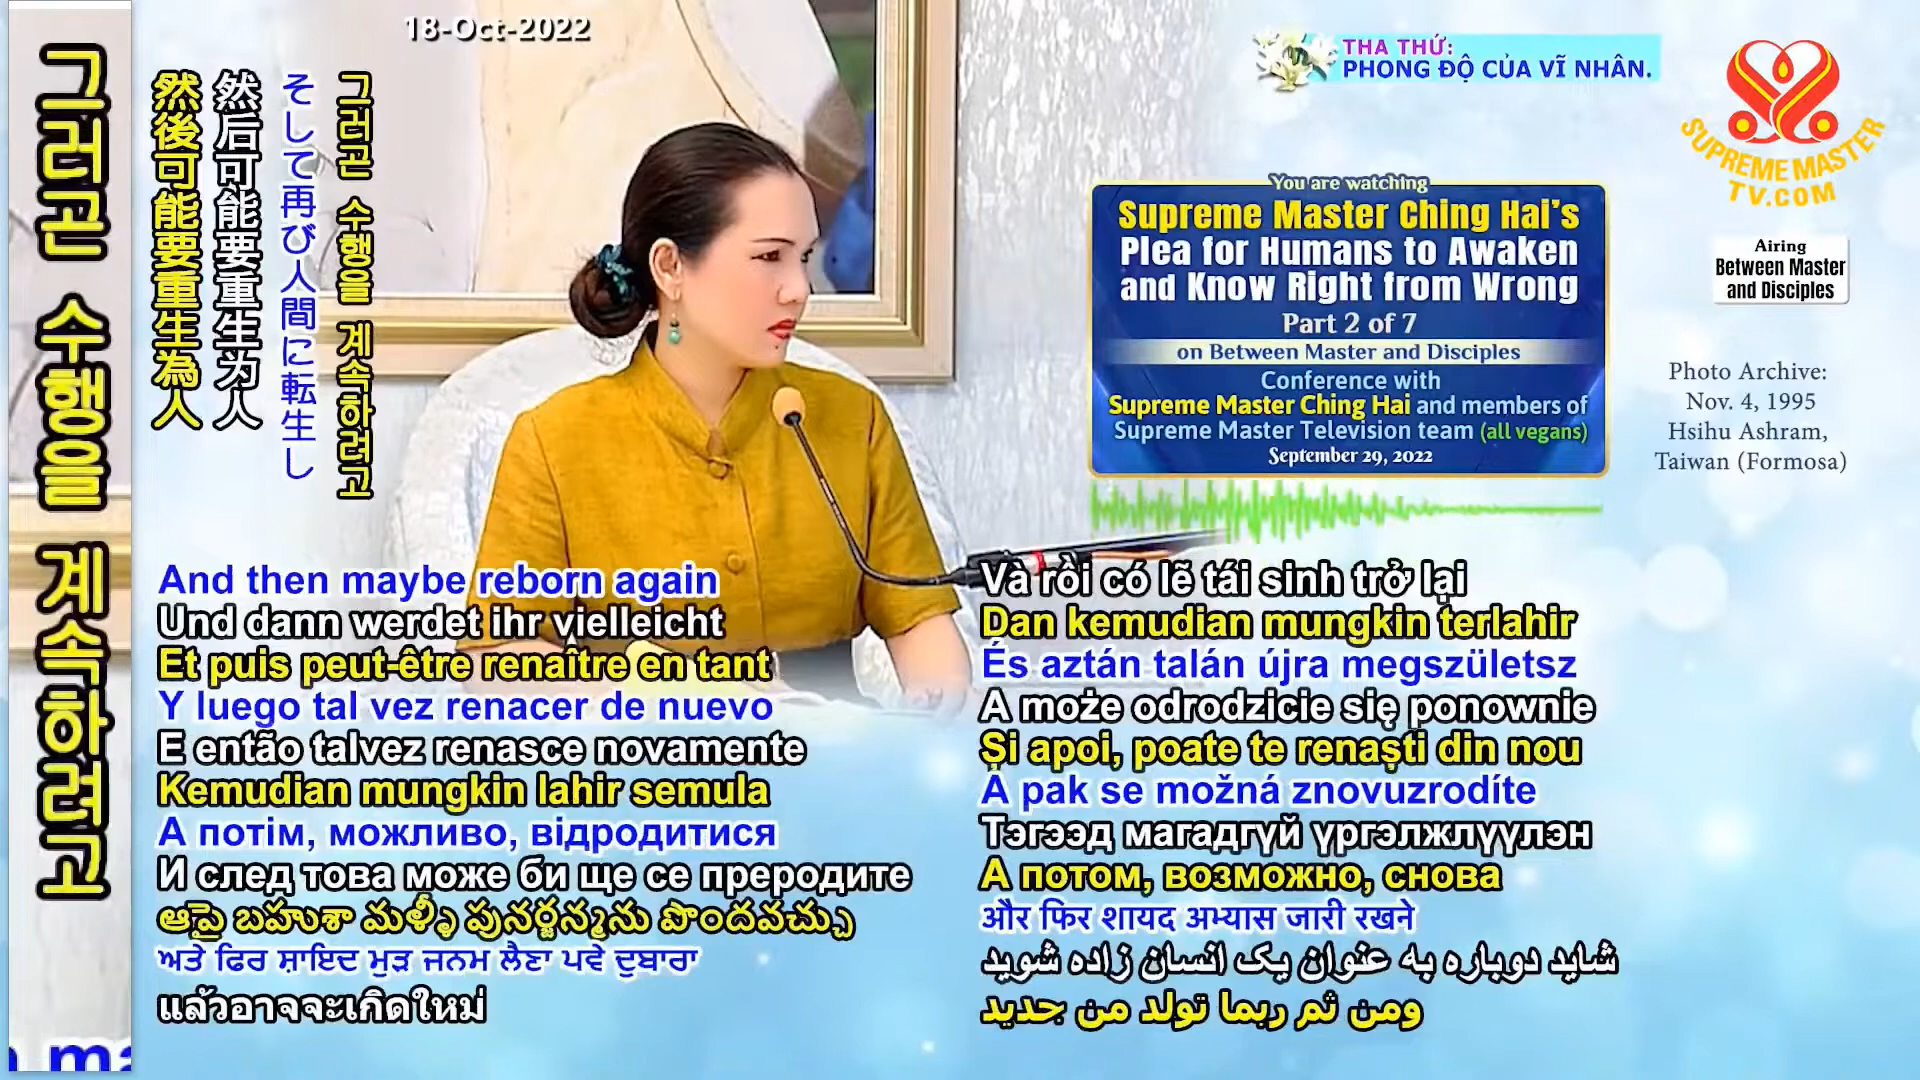 18-Oct-2022
THA THỨ:
PHONG ĐỘ CỦA VĨ NHÂN.
SUPREME MASTER
TV.COM
Airing
Between Master
and Disciples
You are watching
Supreme Master Ching Hai's
Plea for Humans to Awaken
and Know Right from Wrong
Part 2 of 7
on Between Master and Disciples
Conference with
Supreme Master Ching Hai and members of
Supreme Master Television team (all vegans)
September 29, 2022
Photo Archive:
Nov. 4, 1995
Hsihu Ashram,
Taiwan (Formosa)
그러곤 수행을 계속하려고
然後可能要重生為人
然后可能要重生为人
そして再び人間に転生し
그러곤 수행을 계속하려고
And then maybe reborn again
Und dann werdet ihr vielleicht
Et puis peut-être renaître en tant
Y luego tal vez renacer de nuevo
E então talvez renasce novamente
Kemudian mungkin lahir semula
А потім, можливо, відродитися
И след това може би ще се преродите
ఆపై బహుశా మళ్ళీ పునర్జన్మను పొందవచ్చు
ਅਤੇ ਫਿਰ ਸ਼ਾਇਦ ਮੁੜ ਜਨਮ ਲੈਣਾ ਪਵੇ ਦੁਬਾਰਾ
แล้วอาจจะเกิดใหม่
Và rồi có lẽ tái sinh trở lại
Dan kemudian mungkin terlahir
És aztán talán újra megszületsz
A może odrodzicie się ponownie
Și apoi, poate te renaști din nou
A pak se možná znovuzrodíte
Тэгээд магадгүй үргэлжлүүлэн
А потом, возможно, снова
और फिर शायद अभ्यास जारी रखने
شاید دوباره به عنوان یک انسان زاده شوید
ومن ثم ربما تولد من جديد